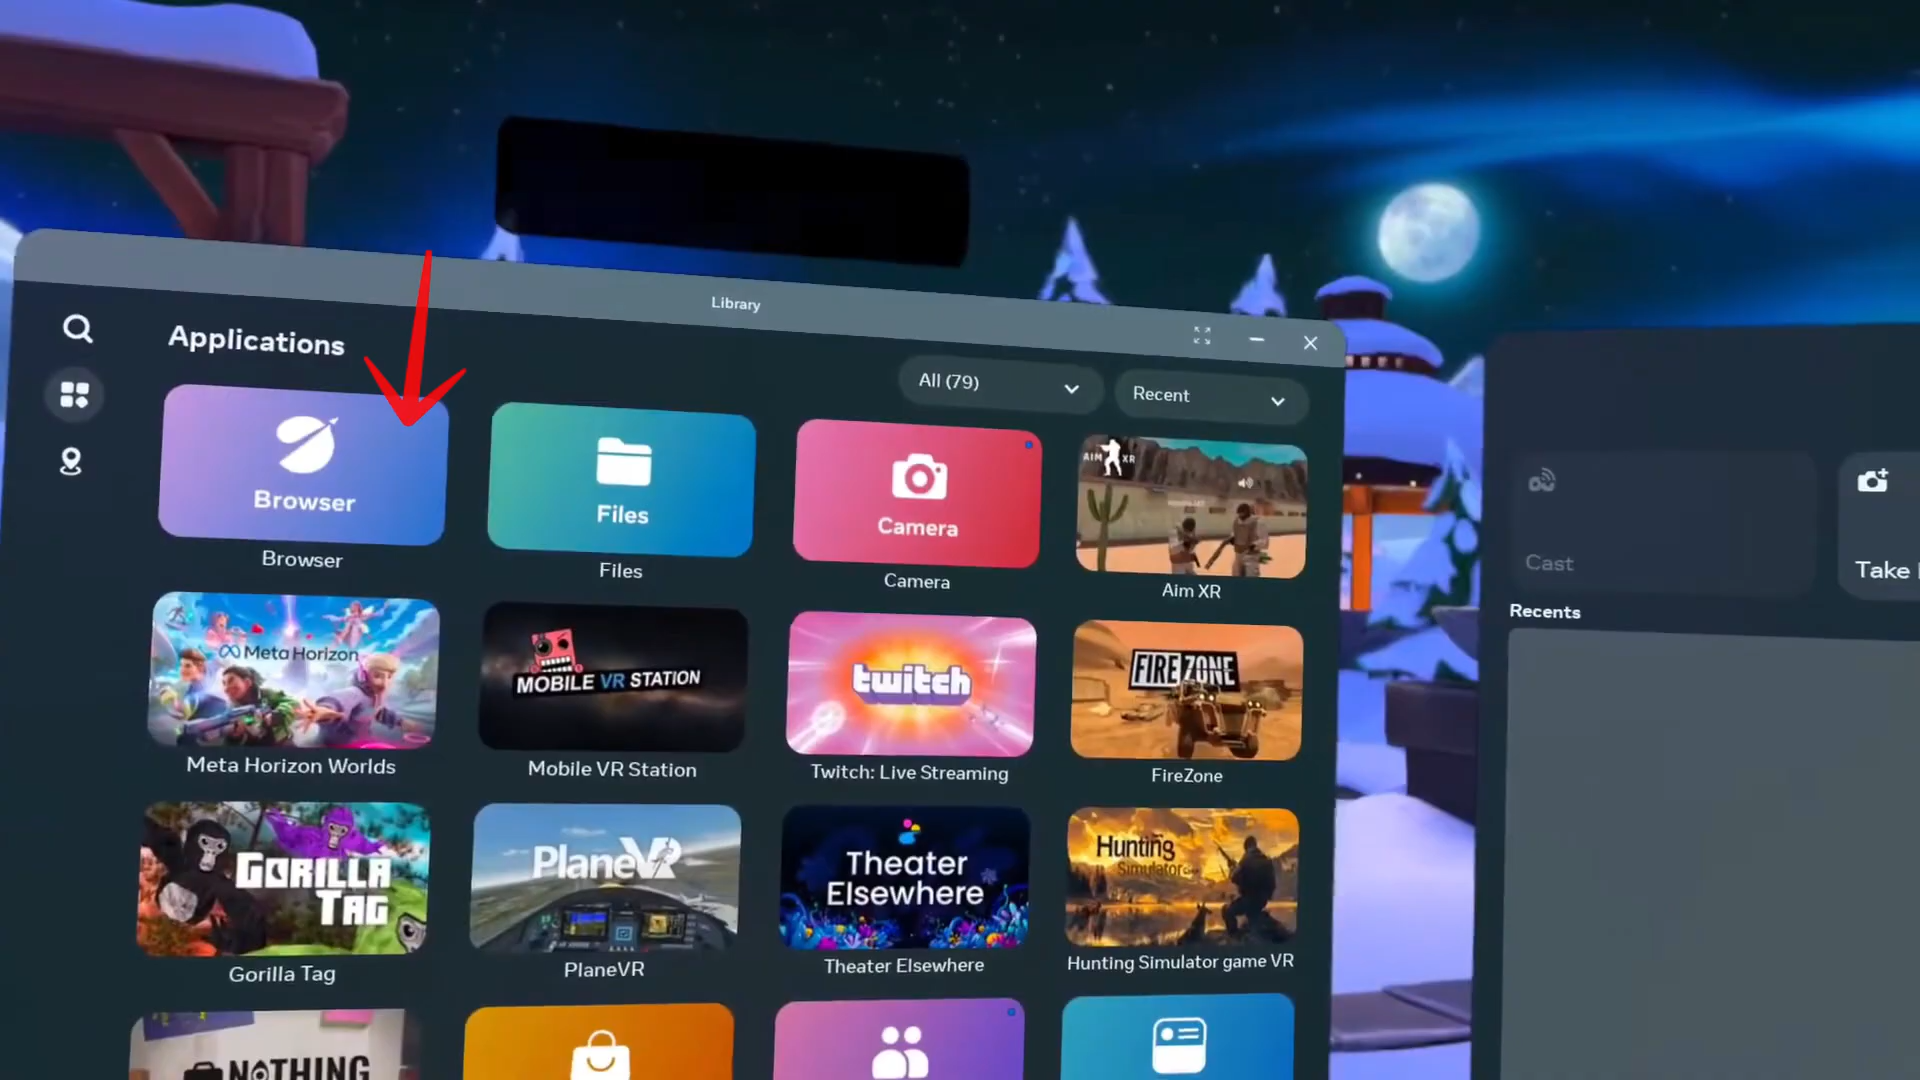 Library
Applications
All (79)
Recent
Browser
Browser
Files
Files
Camera
Camera
AIM XR
Aim XR
Meta Horizon
Meta Horizon Worlds
MOBILE VR STATION
Mobile VR Station
twitch
Twitch: Live Streaming
FIRE ZONE
FireZone
GORILLA
TAG
Gorilla Tag
PlaneVR
PlaneVR
Theater
Elsewhere
Theater Elsewhere
Hunting
Simulator
Hunting Simulator game VR
NOTHING
Cast
Take
Recents